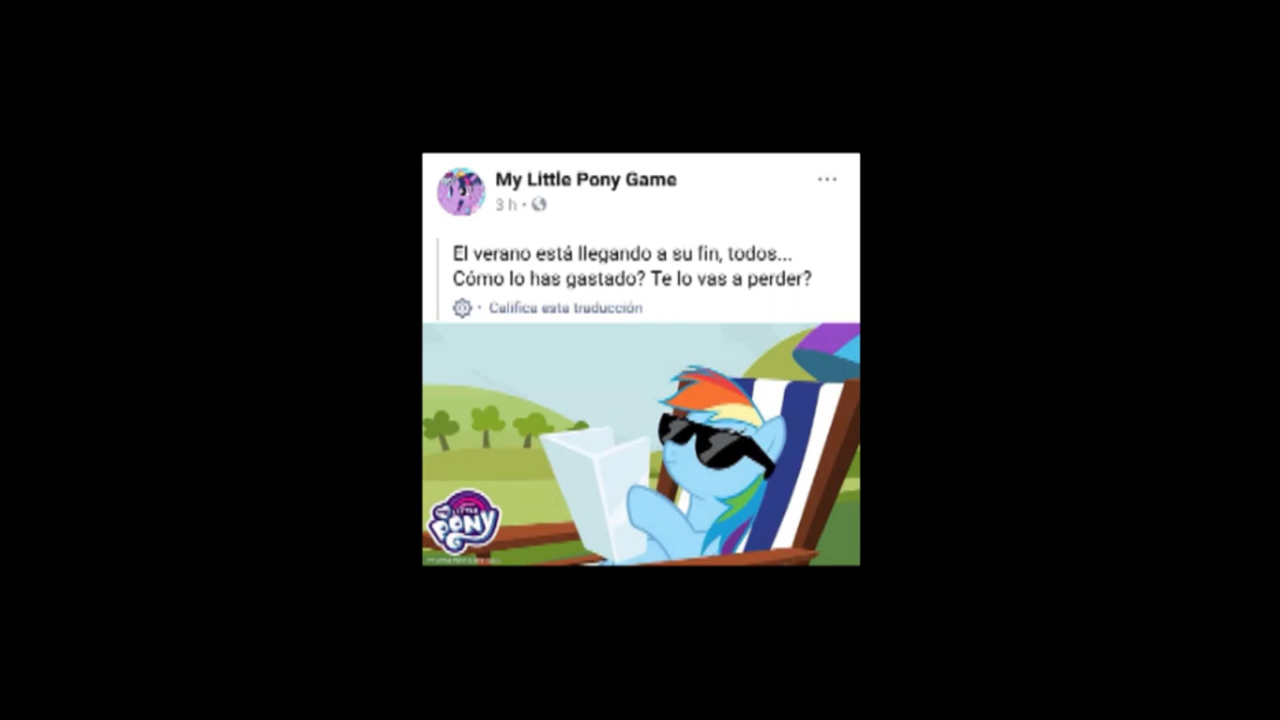 My Little Pony Game
3 h ·
El verano está llegando a su fin, todos...
Cómo lo has gastado? Te lo vas a perder?
· Califica esta traducción
MY LITTLE
PONY